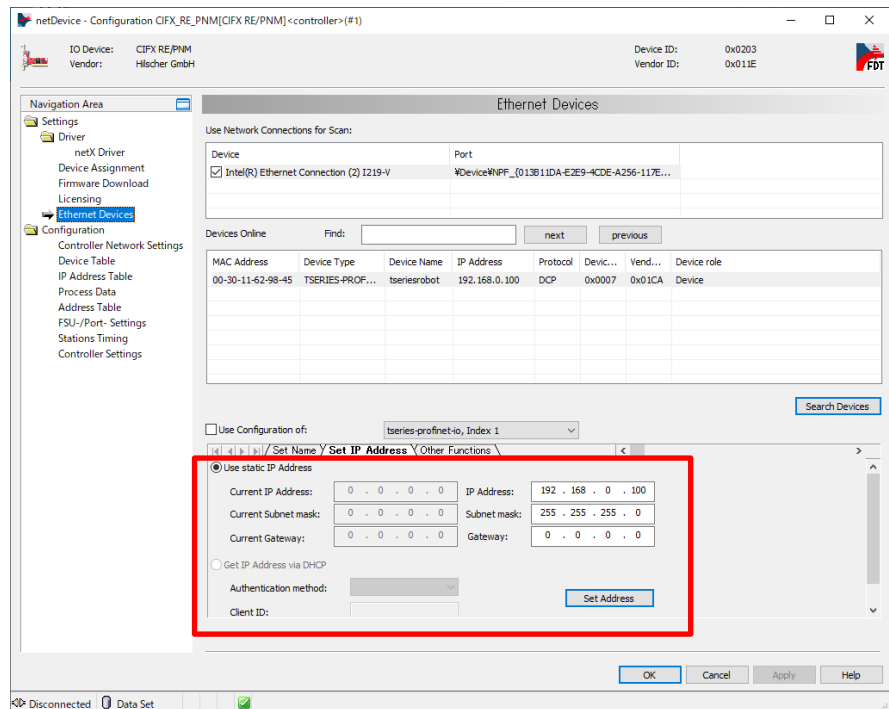 netDevice - Configuration CIFX_RE_PNM[CIFX RE/PNM]<controller>(#1)
IO Device: CIFX RE/PNM Device ID: 0x0203
Vendor: Hilscher GmbH Vendor ID: 0x011E
FDT
Navigation Area
Settings
Driver
netX Driver
Device Assignment
Firmware Download
Licensing
Ethernet Devices
Configuration
Controller Network Settings
Device Table
IP Address Table
Process Data
Address Table
FSU-/Port- Settings
Stations Timing
Controller Settings
Ethernet Devices
Use Network Connections for Scan:
Device Port
Intel(R) Ethernet Connection (2) I219-V ¥Device¥NPF_{013B11DA-E2E9-4CDE-A256-117E...
Devices Online Find: next previous
MAC Address Device Type Device Name IP Address Protocol Devic... Vend... Device role
00-30-11-62-98-45 TSERIES-PROF... tseriesrobot 192.168.0.100 DCP 0x0007 0x01CA Device
Search Devices
Use Configuration of: tseries-profinet-io, Index 1
Set Name Set IP Address Other Functions
Use static IP Address
Current IP Address: 0 . 0 . 0 . 0 IP Address: 192 . 168 . 0 . 100
Current Subnet mask: 0 . 0 . 0 . 0 Subnet mask: 255 . 255 . 255 . 0
Current Gateway: 0 . 0 . 0 . 0 Gateway: 0 . 0 . 0 . 0
Get IP Address via DHCP
Authentication method:
Set Address
Client ID:
OK Cancel Apply Help
Disconnected Data Set